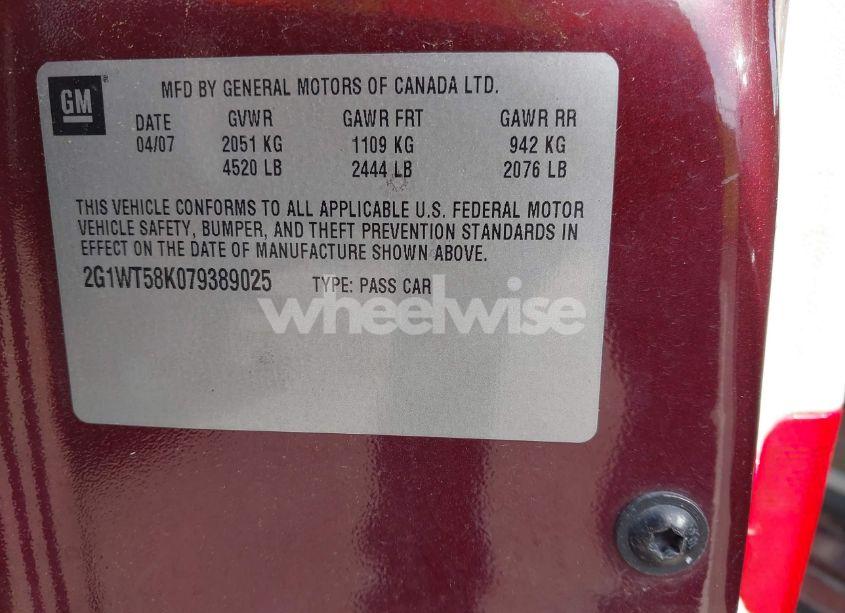 GM
MFD BY GENERAL MOTORS OF CANADA LTD.
DATE GVWR GAWR FRT GAWR RR
04/07 2051 KG 1109 KG 942 KG
4520 LB 2444 LB 2076 LB
THIS VEHICLE CONFORMS TO ALL APPLICABLE U.S. FEDERAL MOTOR
VEHICLE SAFETY, BUMPER, AND THEFT PREVENTION STANDARDS IN
EFFECT ON THE DATE OF MANUFACTURE SHOWN ABOVE.
2G1WT58K079389025 TYPE: PASS CAR
wheelwise